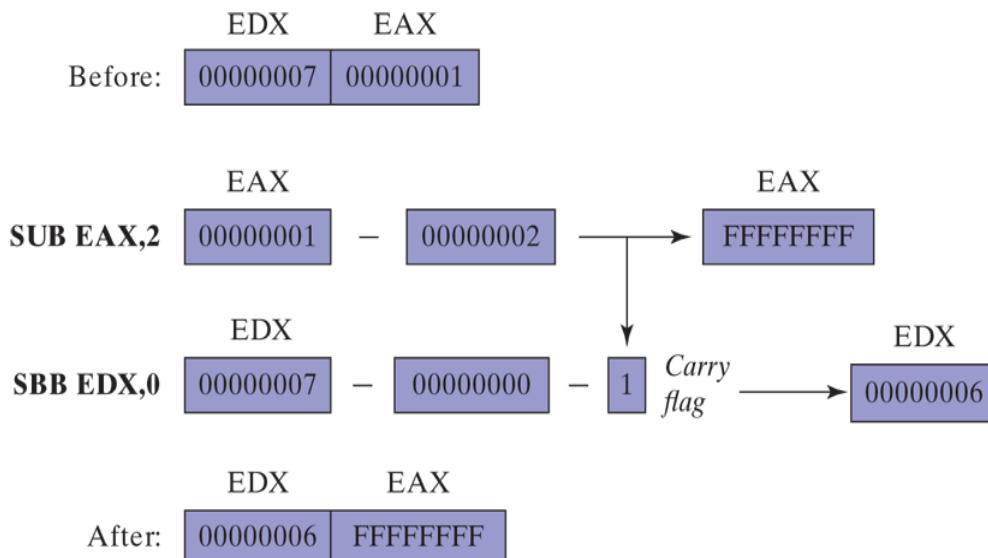 EDX EAX
Before: 00000007 00000001
EAX EAX
SUB EAX,2 00000001 – 00000002 FFFFFFFF
EDX EDX
SBB EDX,0 00000007 – 00000000 – 1 Carry flag 00000006
EDX EAX
After: 00000006 FFFFFFFF